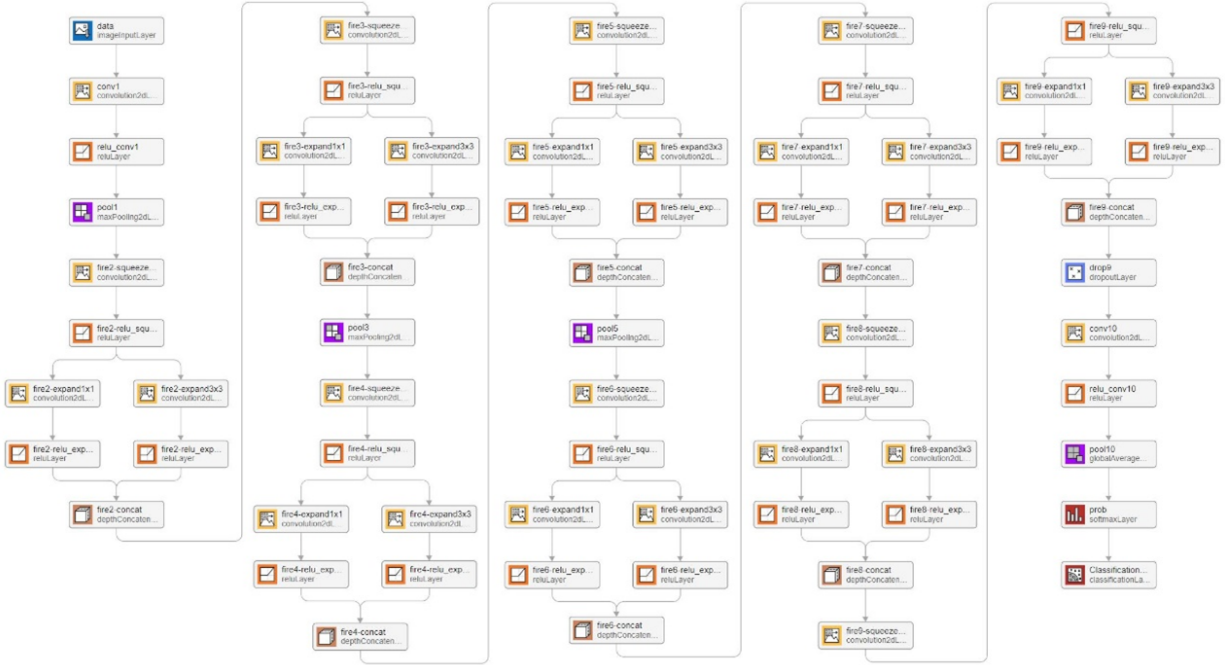 data
imageInputLayer
conv1
convolution2dL...
relu_conv1
reluLayer
pool1
maxPooling2dL...
fire2-squeeze...
convolution2dL...
fire2-relu_squ...
reluLayer
fire2-expand1x1
convolution2dL...
fire2-expand3x3
convolution2dL...
fire2-relu_exp...
reluLayer
fire2-relu_exp...
reluLayer
fire2-concat
depthConcaten...
fire3-squeeze...
convolution2dL...
fire3-relu_squ...
reluLayer
fire3-expand1x1
convolution2dL...
fire3-expand3x3
convolution2dL...
fire3-relu_exp...
reluLayer
fire3-relu_exp...
reluLayer
fire3-concat
depthConcaten...
pool3
maxPooling2dL...
fire4-squeeze...
convolution2dL...
fire4-relu_squ...
reluLayer
fire4-expand1x1
convolution2dL...
fire4-expand3x3
convolution2dL...
fire4-relu_exp...
reluLayer
fire4-relu_exp...
reluLayer
fire4-concat
depthConcaten...
fire5-squeeze...
convolution2dL...
fire5-relu_squ...
reluLayer
fire5-expand1x1
convolution2dL...
fire5-expand3x3
convolution2dL...
fire5-relu_exp...
reluLayer
fire5-relu_exp...
reluLayer
fire5-concat
depthConcaten...
pool5
maxPooling2dL...
fire6-squeeze...
convolution2dL...
fire6-relu_squ...
reluLayer
fire6-expand1x1
convolution2dL...
fire6-expand3x3
convolution2dL...
fire6-relu_exp...
reluLayer
fire6-relu_exp...
reluLayer
fire6-concat
depthConcaten...
fire7-squeeze...
convolution2dL...
fire7-relu_squ...
reluLayer
fire7-expand1x1
convolution2dL...
fire7-expand3x3
convolution2dL...
fire7-relu_exp...
reluLayer
fire7-relu_exp...
reluLayer
fire7-concat
depthConcaten...
fire8-squeeze...
convolution2dL...
fire8-relu_squ...
reluLayer
fire8-expand1x1
convolution2dL...
fire8-expand3x3
convolution2dL...
fire8-relu_exp...
reluLayer
fire8-relu_exp...
reluLayer
fire8-concat
depthConcaten...
fire9-squeeze...
convolution2dL...
fire9-relu_squ...
reluLayer
fire9-expand1x1
convolution2dL...
fire9-expand3x3
convolution2dL...
fire9-relu_exp...
reluLayer
fire9-relu_exp...
reluLayer
fire9-concat
depthConcaten...
drop9
dropoutLayer
conv10
convolution2dL...
relu_conv10
reluLayer
pool10
globalAverage...
prob
softmaxLayer
Classification...
classificationLa...